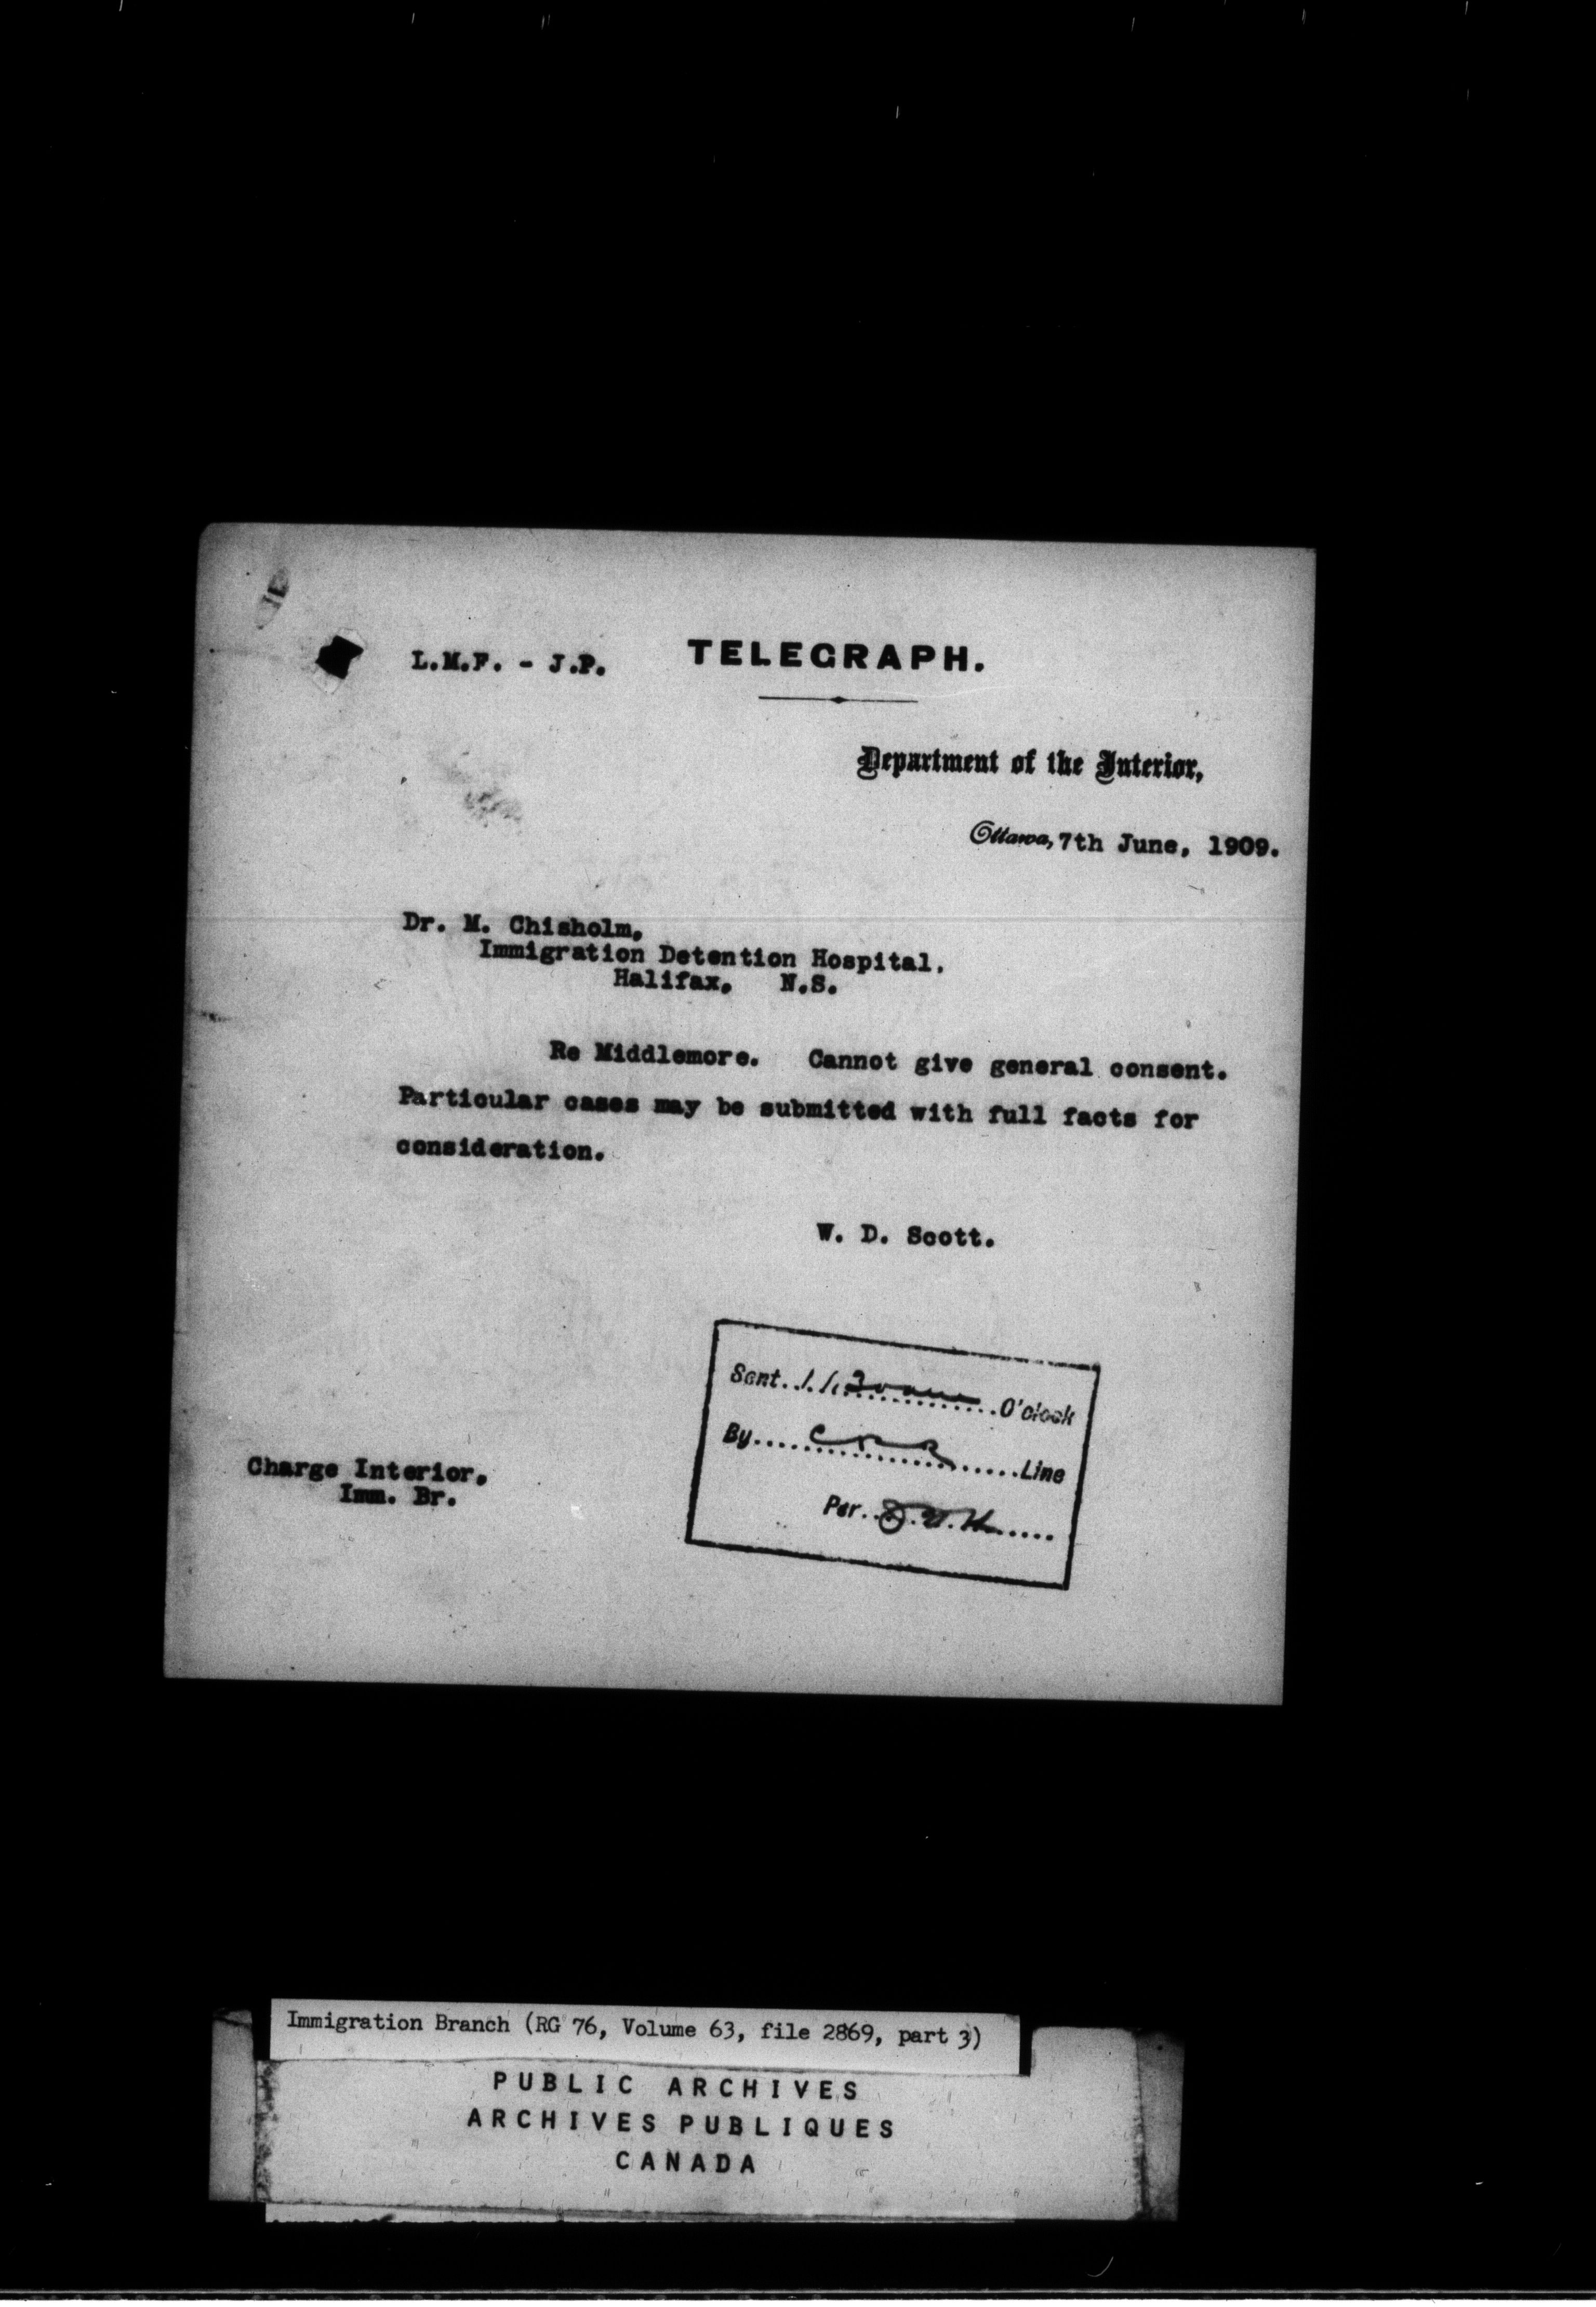 L.M.F. - J.P.
TELEGRAPH.
Department of the Interior,
Ottawa, 7th June, 1909.
Dr. M. Chisholm,
Immigration Detention Hospital,
Halifax, N.S.
Re Middlemore. Cannot give general consent.
Particular cases may be submitted with full facts for
consideration.
W. D. Scott.
Sent.. ...O'clock
By.... ....Line
Per..
Charge Interior,
Imm. Br.
Immigration Branch (RG 76, Volume 63, file 2869, part 3)
PUBLIC ARCHIVES
ARCHIVES PUBLIQUES
CANADA